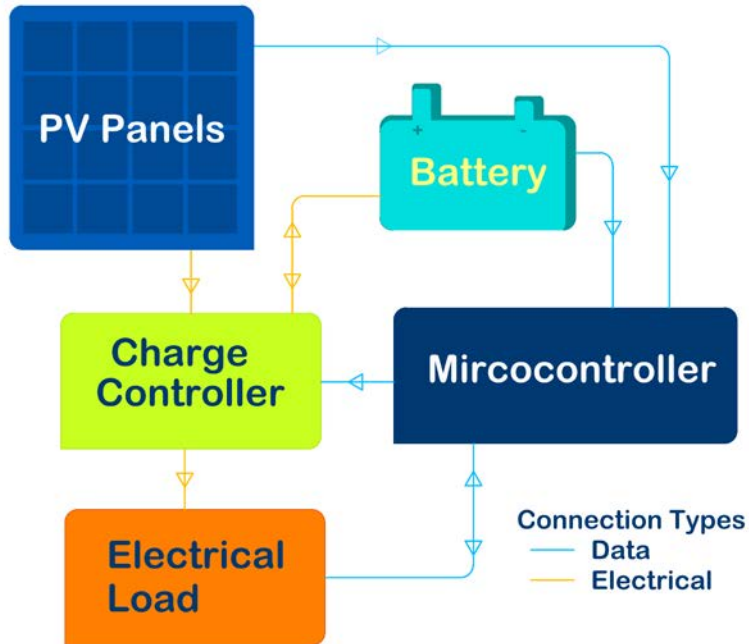 PV Panels
+ -
Battery
Charge
Controller
Mircocontroller
Electrical
Load
Connection Types
Data
Electrical